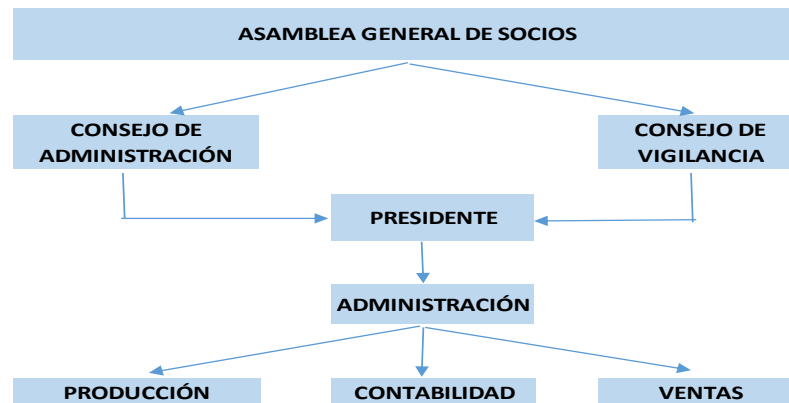 ASAMBLEA GENERAL DE SOCIOS
CONSEJO DE
ADMINISTRACIÓN
CONSEJO DE
VIGILANCIA
PRESIDENTE
ADMINISTRACIÓN
PRODUCCIÓN
CONTABILIDAD
VENTAS